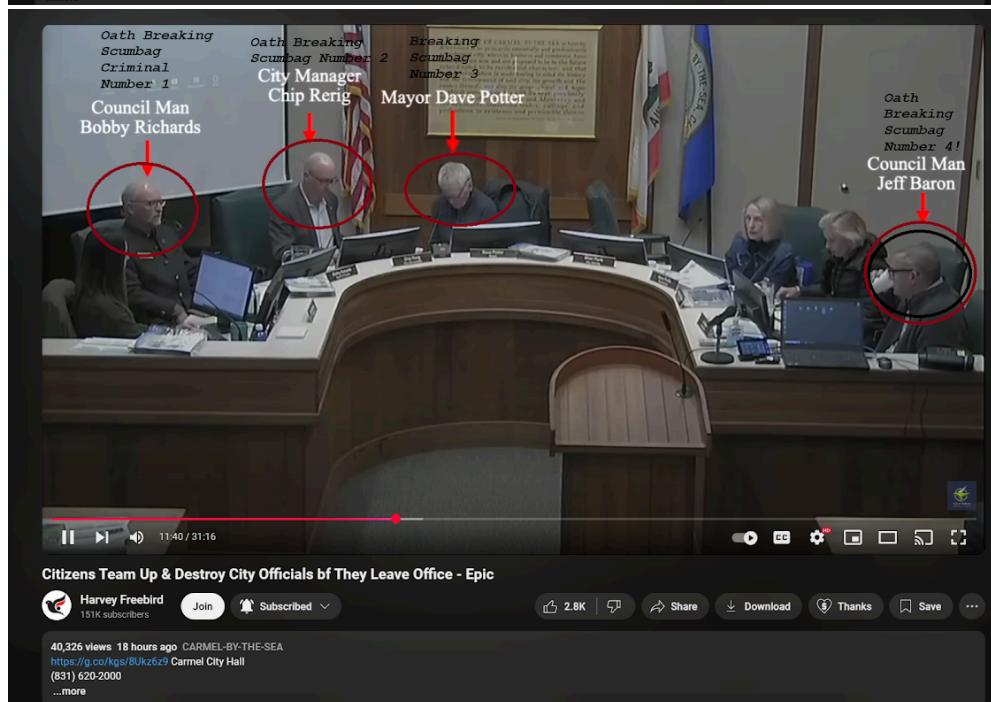 Oath Breaking
Scumbag
Criminal
Number 1
Council Man
Bobby Richards
Oath Breaking
Scumbag Number 2
City Manager
Chip Rerig
Breaking
Scumbag
Number 3
Mayor Dave Potter
Oath
Breaking
Scumbag
Number 4!
Council Man
Jeff Baron
11:40 / 31:16
CC
HD
Citizens Team Up & Destroy City Officials bf They Leave Office - Epic
Harvey Freebird
151K subscribers
Join
Subscribed
2.8K
Share
Download
Thanks
Save
40,326 views 18 hours ago CARMEL-BY-THE-SEA
https://g.co/kgs/8Ukz6z9 Carmel City Hall
(831) 620-2000
...more